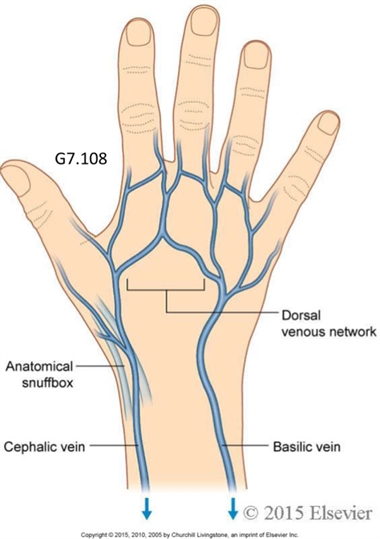 G7.108
Dorsal
venous network
Anatomical
snuffbox
Cephalic vein
Basilic vein
© 2015 Elsevier
Copyright © 2015, 2010, 2005 by Churchill Livingstone, an imprint of Elsevier Inc.